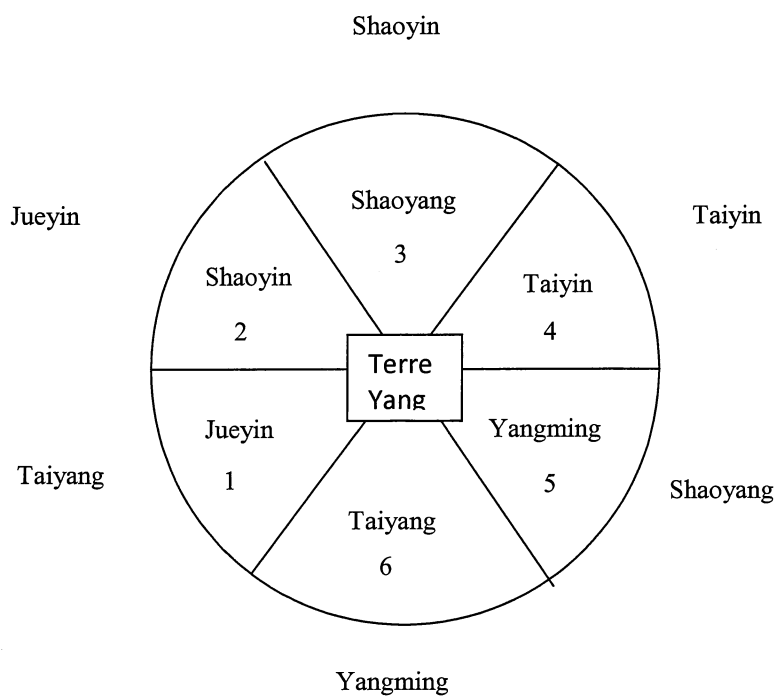 Shaoyin
Jueyin
Taiyin
Shaoyang
3
Shaoyin
2
Taiyin
4
Terre
Yang
Jueyin
1
Yangming
5
Taiyang
Shaoyang
Taiyang
6
Yangming